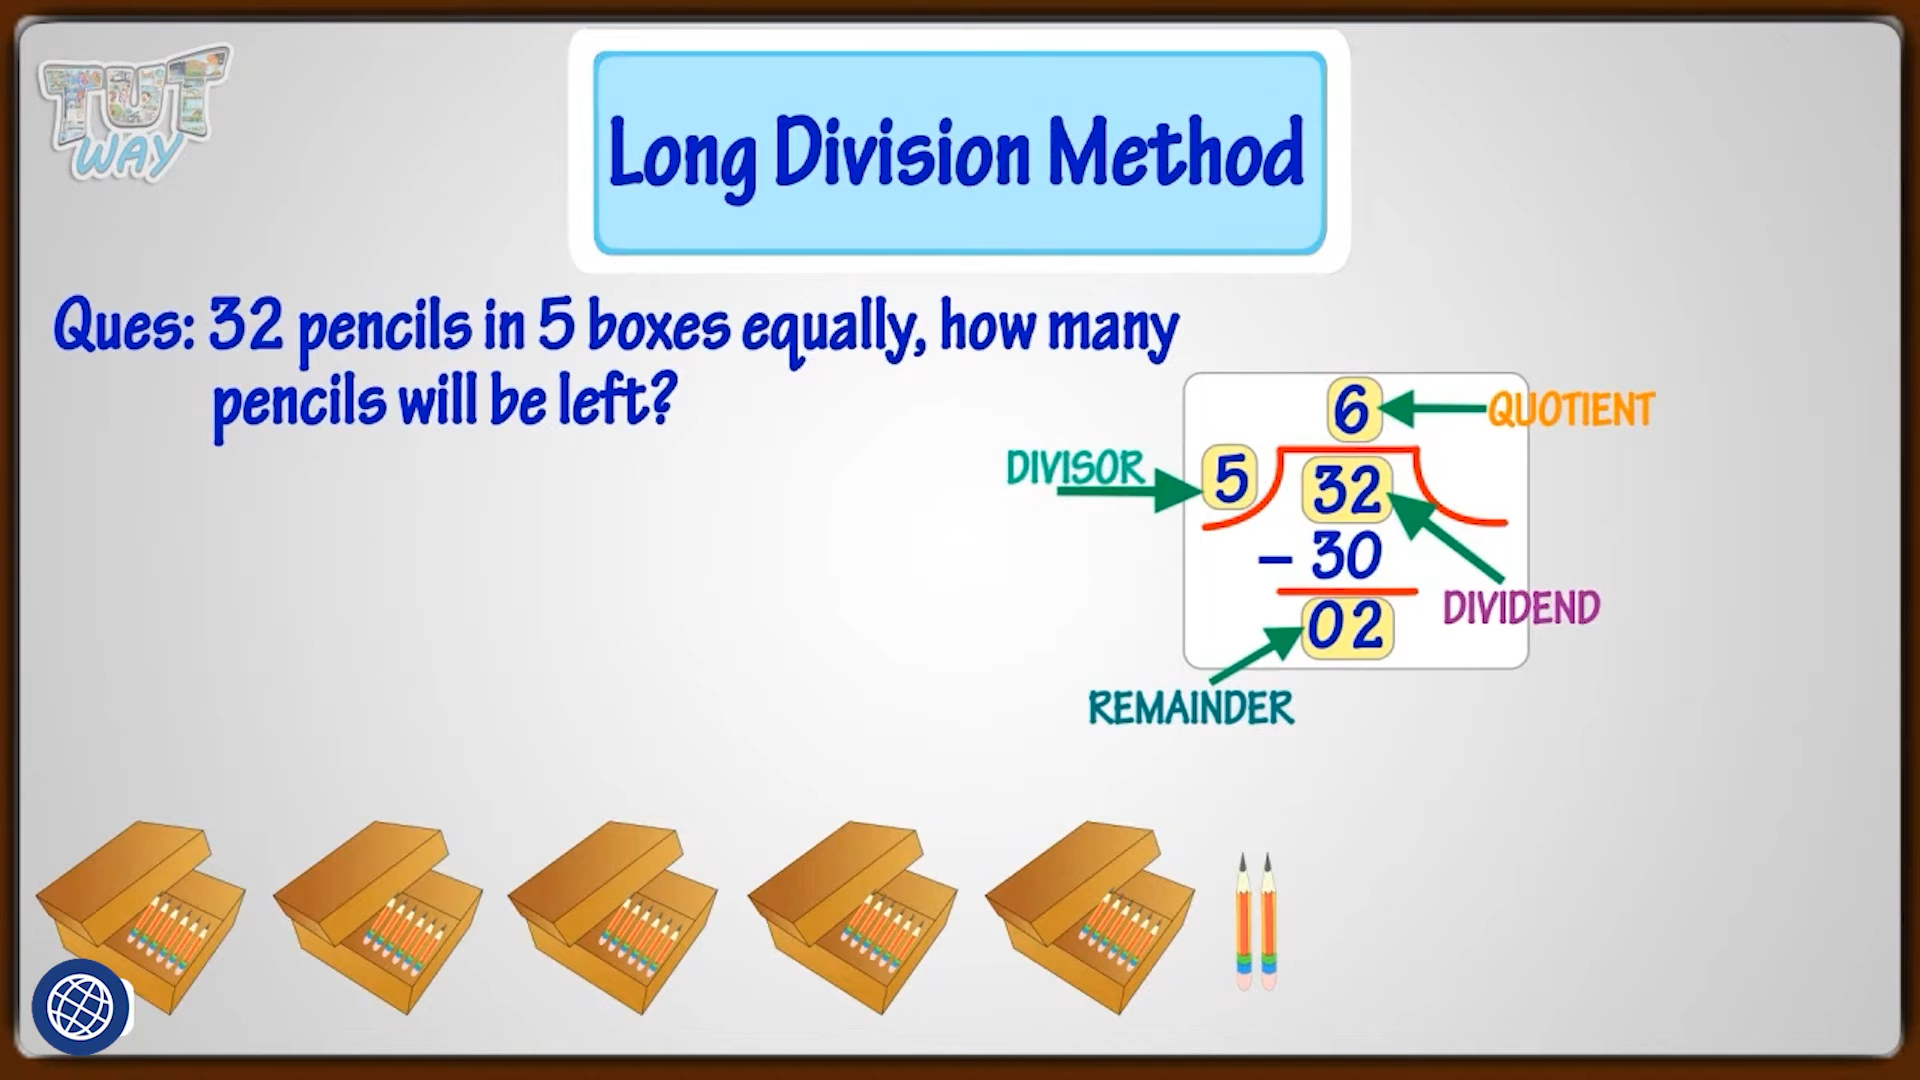 TUT
WAY
Long Division Method
Ques: 32 pencils in 5 boxes equally, how many
pencils will be left?
6
QUOTIENT
DIVISOR
5
32
- 30
DIVIDEND
02
REMAINDER